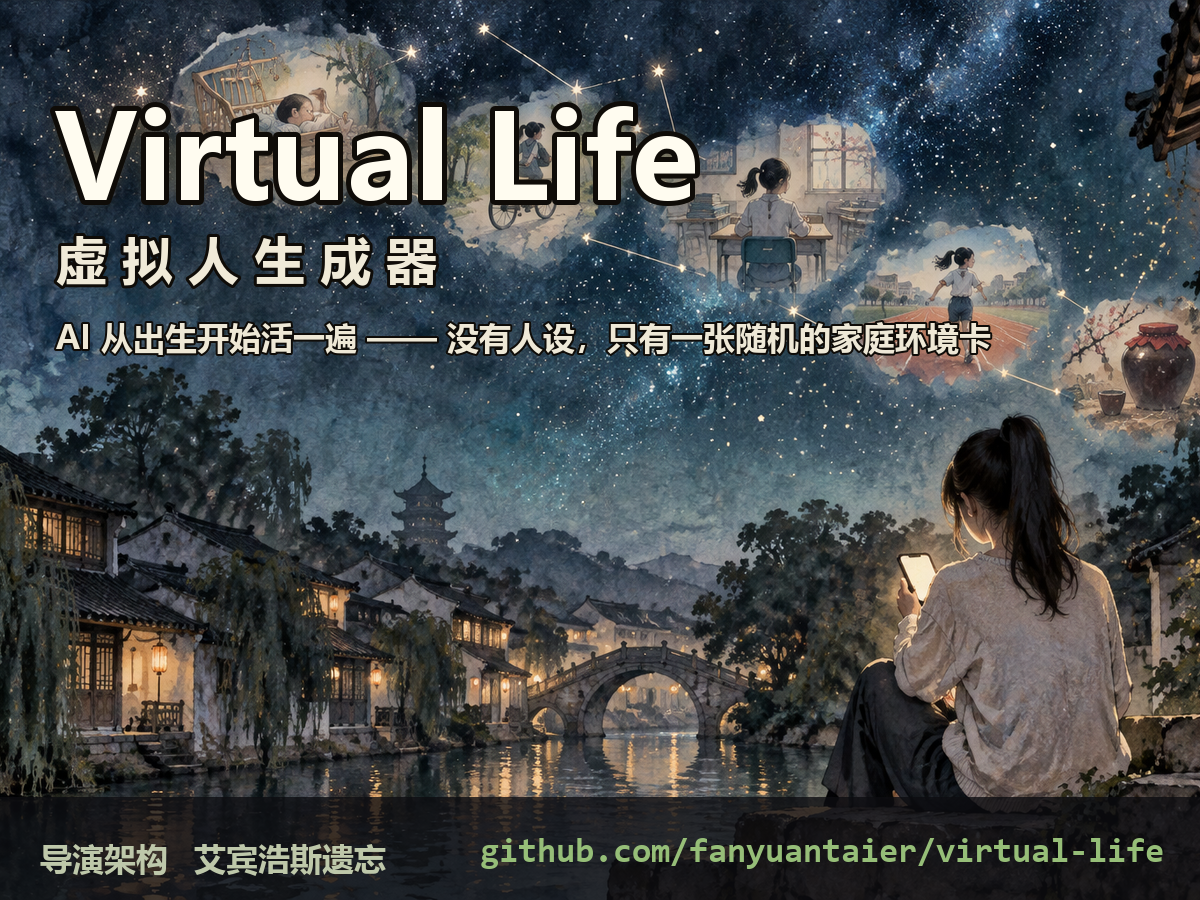 Virtual Life
虚拟人生成器
AI 从出生开始活一遍 —— 没有人设，只有一张随机的家庭环境卡
导演架构 艾宾浩斯遗忘
github.com/fanyuantaier/virtual-life